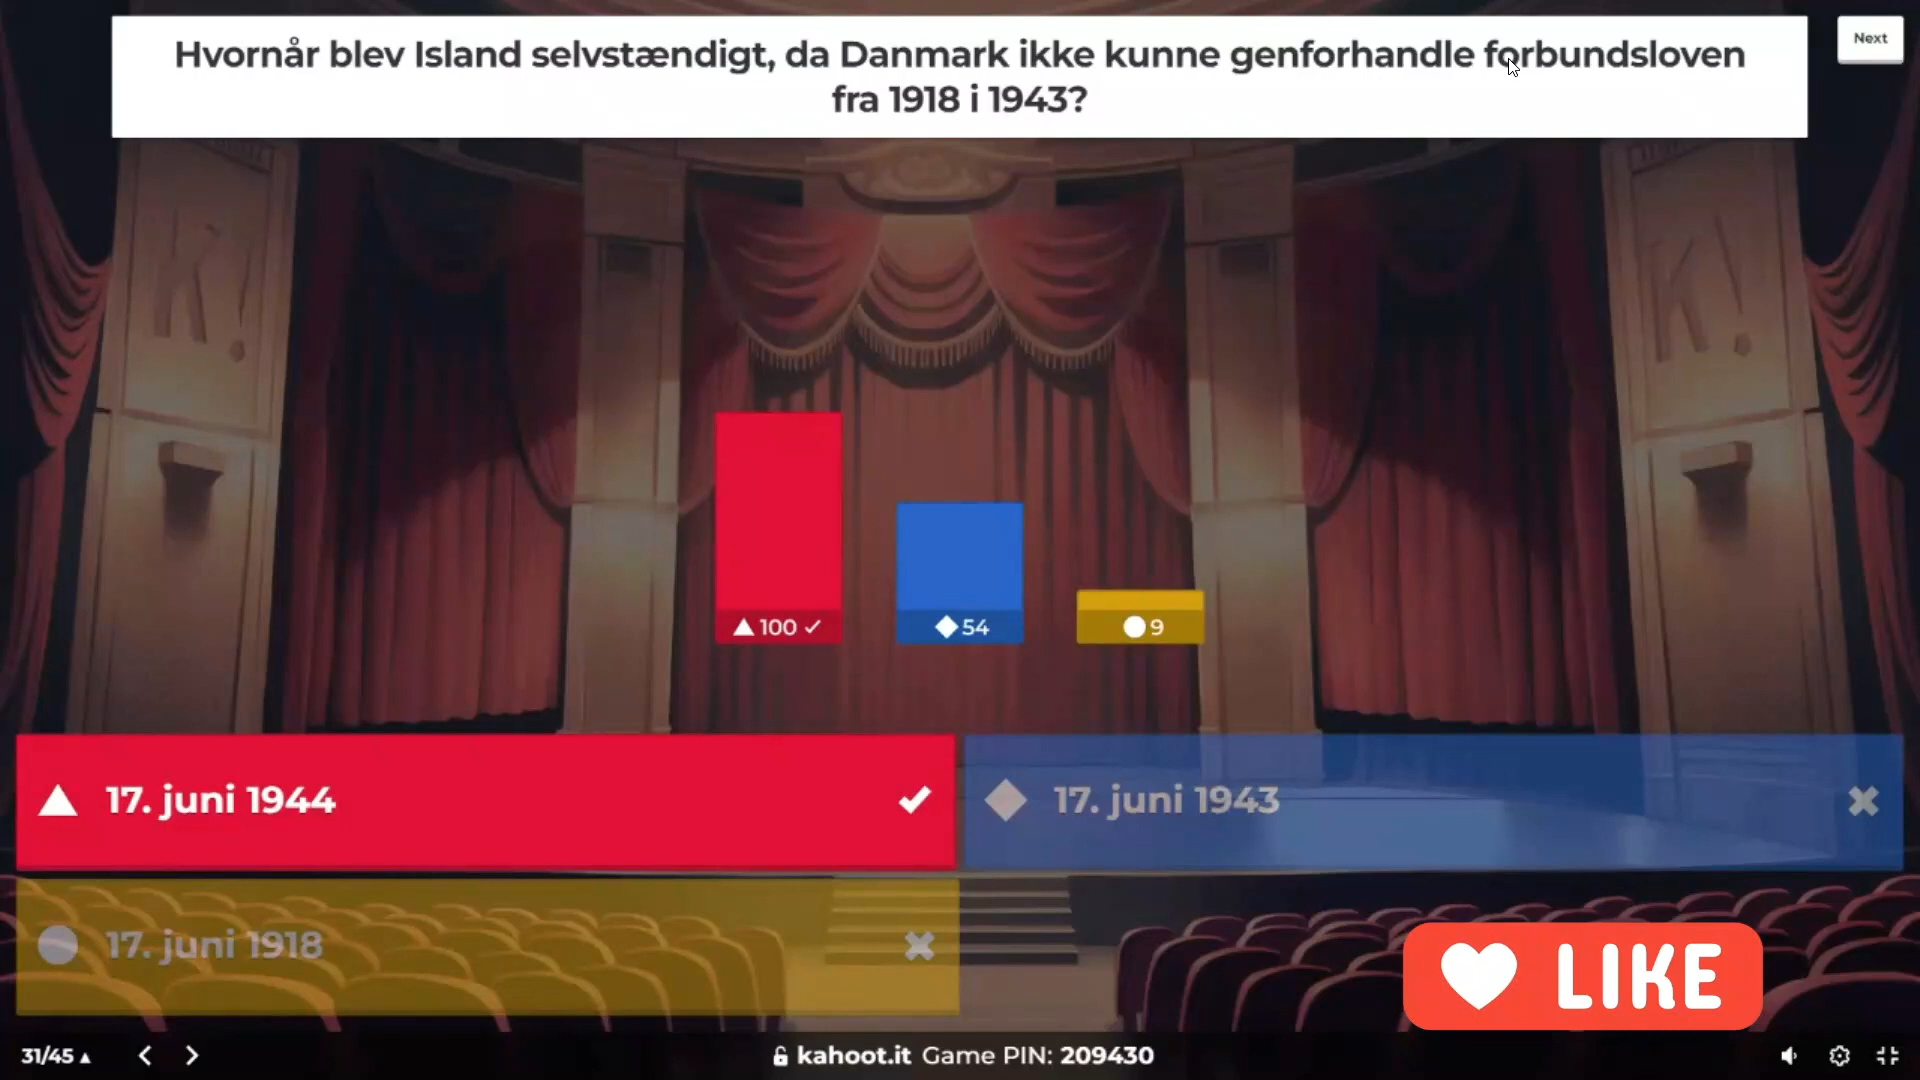 Hvornår blev Island selvstændigt, da Danmark ikke kunne genforhandle forbundsloven
fra 1918 i 1943?
Next
K!
K!
100
54
9
17. juni 1944
17. juni 1943
17. juni 1918
LIKE
31/45
kahoot.it Game PIN: 209430